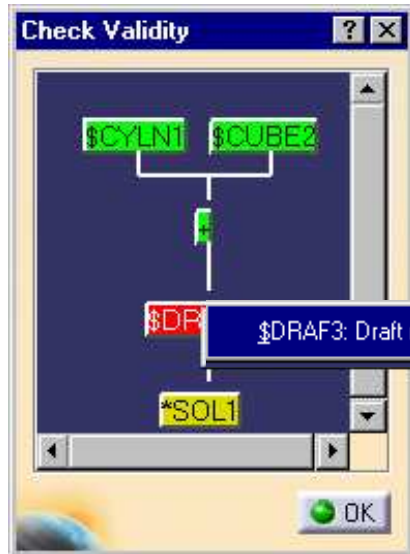 Check Validity
$CYLN1 $CUBE2
+
$DR
$DRAF3: Draft
*SOL1
OK